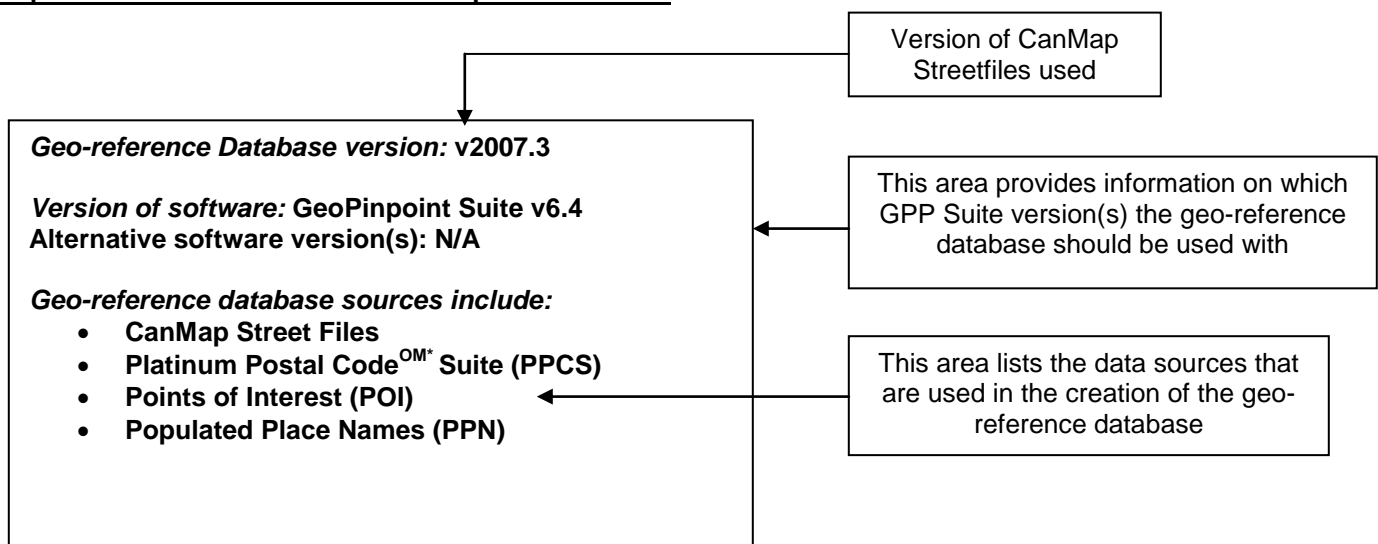 Version of CanMap
Streetfiles used
Geo-reference Database version: v2007.3
Version of software: GeoPinpoint Suite v6.4
Alternative software version(s): N/A
Geo-reference database sources include:
• CanMap Street Files
• Platinum Postal Code^OM* Suite (PPCS)
• Points of Interest (POI)
• Populated Place Names (PPN)
This area provides information on which
GPP Suite version(s) the geo-reference
database should be used with
This area lists the data sources that
are used in the creation of the geo-
reference database